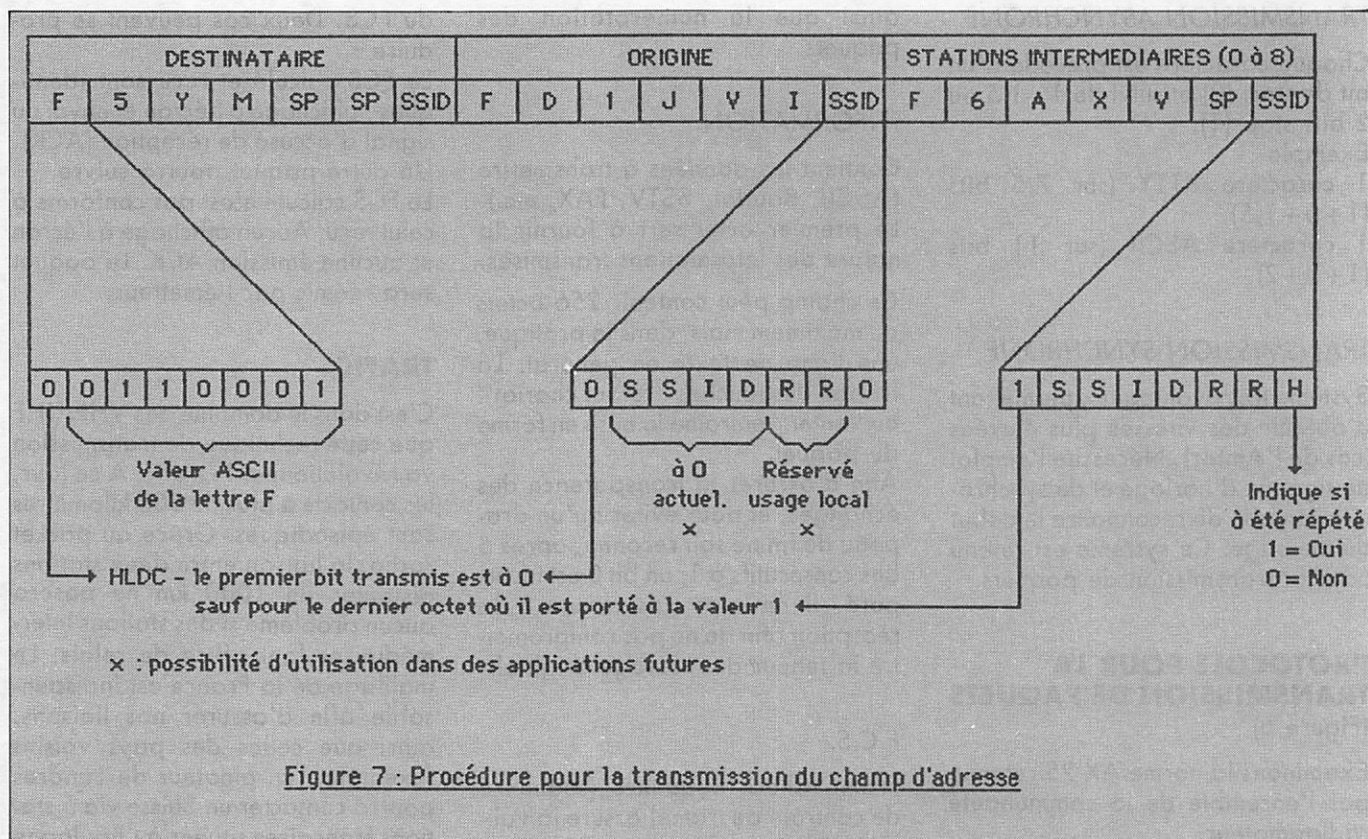 DESTINATAIRE ORIGINE STATIONS INTERMEDIAIRES (0 à 8)
F 5 Y M SP SP SSID F D 1 J V I SSID F 6 A X V SP SSID
0 0 1 1 0 0 0 1 0 S S I D R R 0 1 S S I D R R H
Valeur ASCII
de la lettre F
à 0
actuel.
×
Réservé
usage local
×
Indique si
à été répété
1 = Oui
0 = Non
HLDC - le premier bit transmis est à 0
sauf pour le dernier octet où il est porté à la valeur 1
× : possibilité d'utilisation dans des applications futures
Figure 7 : Procédure pour la transmission du champ d'adresse